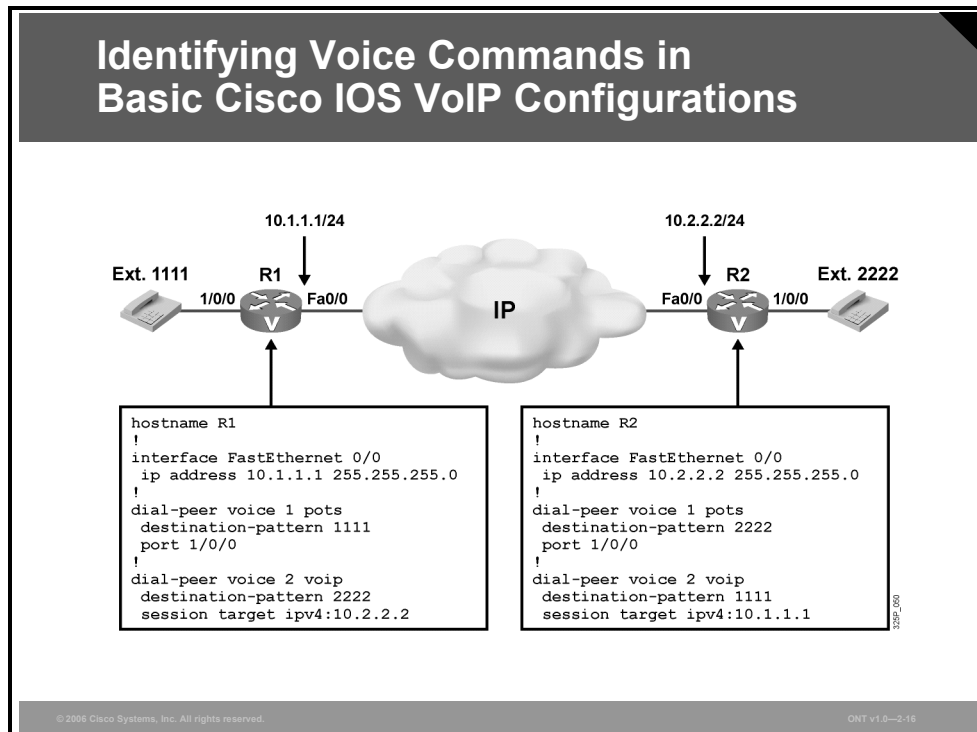 Identifying Voice Commands in
Basic Cisco IOS VoIP Configurations
10.1.1.1/24
10.2.2.2/24
Ext. 1111
R1
R2
Ext. 2222
1/0/0
Fa0/0
IP
Fa0/0
1/0/0
V
V
hostname R1
!
interface FastEthernet 0/0
ip address 10.1.1.1 255.255.255.0
!
dial-peer voice 1 pots
destination-pattern 1111
port 1/0/0
!
dial-peer voice 2 voip
destination-pattern 2222
session target ipv4:10.2.2.2
hostname R2
!
interface FastEthernet 0/0
ip address 10.2.2.2 255.255.255.0
!
dial-peer voice 1 pots
destination-pattern 2222
port 1/0/0
!
dial-peer voice 2 voip
destination-pattern 1111
session target ipv4:10.1.1.1
325P_050
© 2006 Cisco Systems, Inc. All rights reserved.
ONT v1.0—2-16